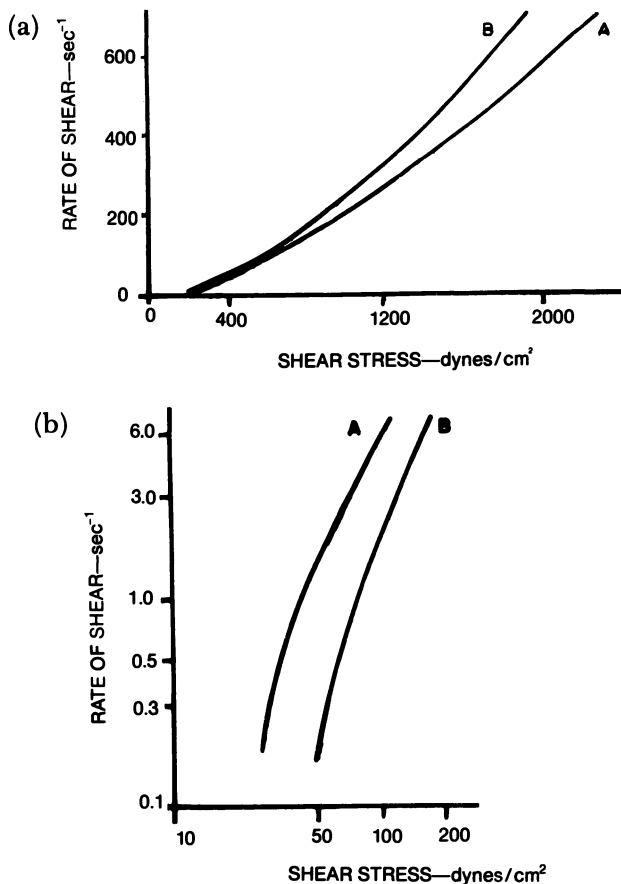 (a)
B
A
RATE OF SHEAR—sec⁻¹
600
400
200
0
0
400
1200
2000
SHEAR STRESS—dynes/cm²
(b)
A
B
RATE OF SHEAR—sec⁻¹
6.0
3.0
1.0
0.5
0.3
0.1
10
50
100
200
SHEAR STRESS—dynes/cm²